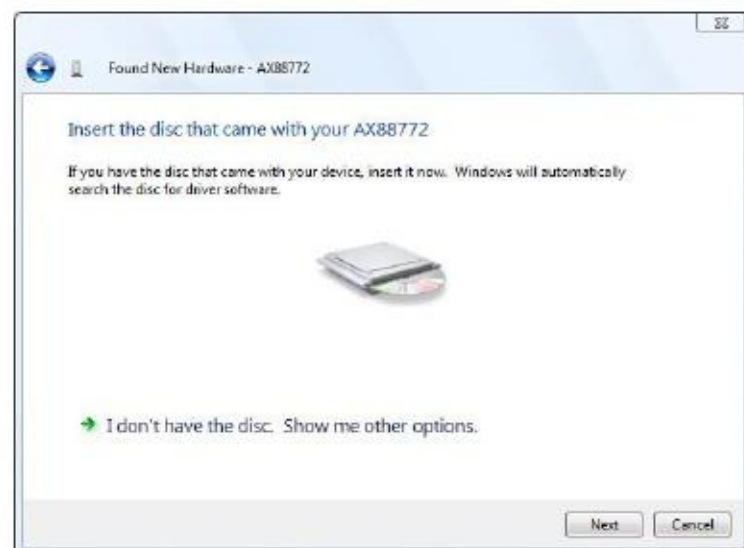 Found New Hardware - AX88772
Insert the disc that came with your AX88772
If you have the disc that came with your device, insert it now. Windows will automatically
search the disc for driver software.
I don't have the disc. Show me other options.
Next Cancel